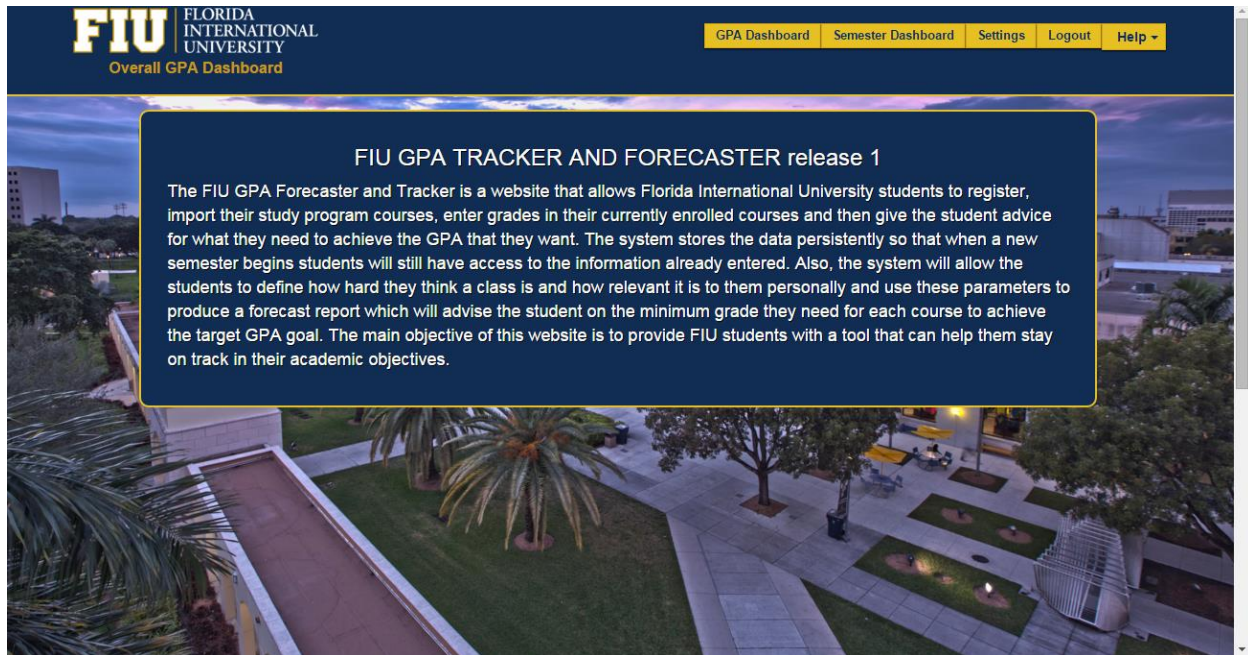 FIU
FLORIDA
INTERNATIONAL
UNIVERSITY
Overall GPA Dashboard
GPA Dashboard Semester Dashboard Settings Logout Help
FIU GPA TRACKER AND FORECASTER release 1
The FIU GPA Forecaster and Tracker is a website that allows Florida International University students to register,
import their study program courses, enter grades in their currently enrolled courses and then give the student advice
for what they need to achieve the GPA that they want. The system stores the data persistently so that when a new
semester begins students will still have access to the information already entered. Also, the system will allow the
students to define how hard they think a class is and how relevant it is to them personally and use these parameters to
produce a forecast report which will advise the student on the minimum grade they need for each course to achieve
the target GPA goal. The main objective of this website is to provide FIU students with a tool that can help them stay
on track in their academic objectives.